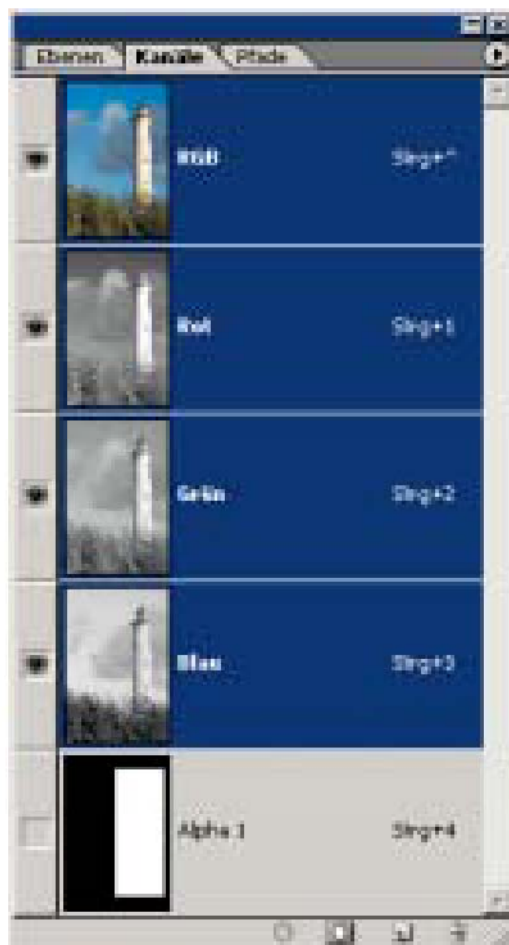 Ebenen Kanäle Pfade
RGB Strg+^
Rot Strg+1
Grün Strg+2
Blau Strg+3
Alpha 1 Strg+4